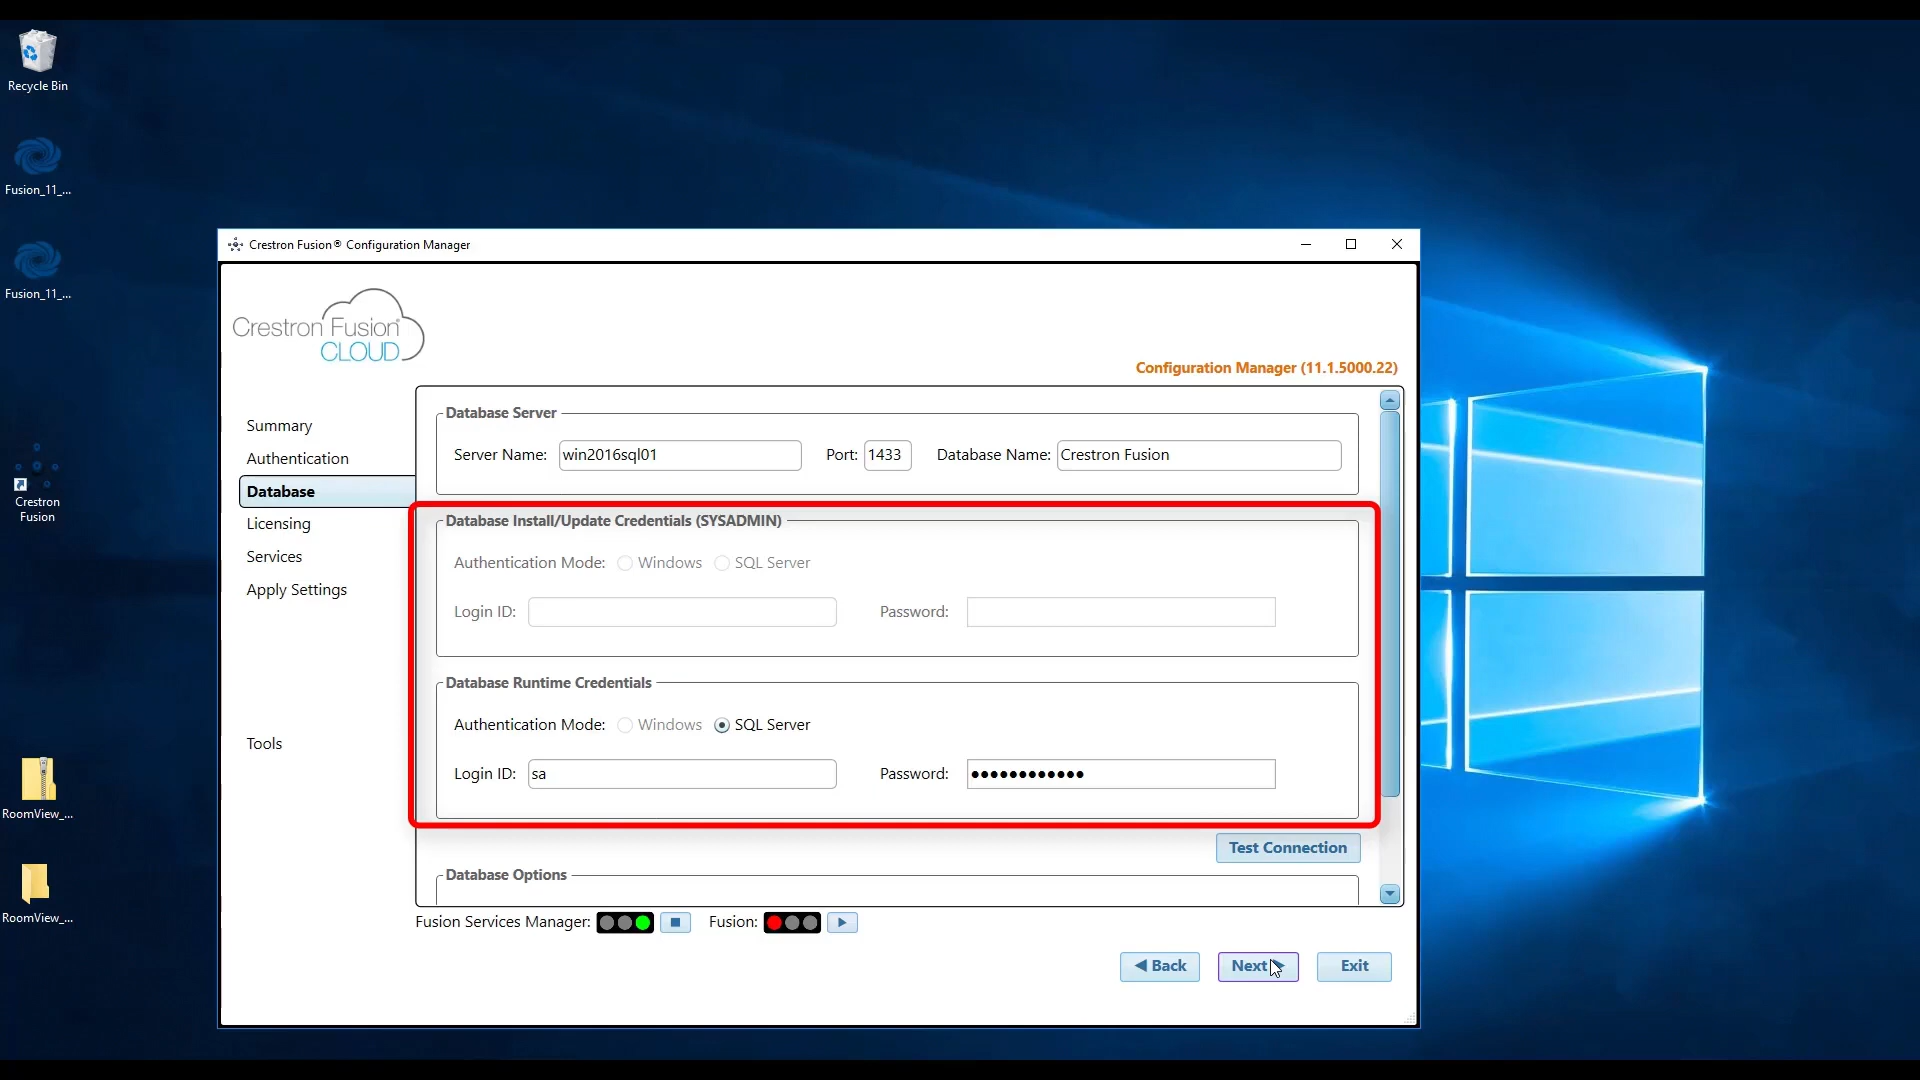 Recycle Bin
Fusion_11_...
Fusion_11_...
Crestron
Fusion
RoomView_...
RoomView_...
Crestron Fusion® Configuration Manager
Crestron Fusion®
CLOUD
Configuration Manager (11.1.5000.22)
Summary
Authentication
Database
Licensing
Services
Apply Settings
Tools
Database Server
Server Name: win2016sql01 Port: 1433 Database Name: Crestron Fusion
Database Install/Update Credentials (SYSADMIN)
Authentication Mode: Windows SQL Server
Login ID: Password:
Database Runtime Credentials
Authentication Mode: Windows SQL Server
Login ID: sa Password: ●●●●●●●●●●●●
Test Connection
Database Options
Fusion Services Manager: Fusion:
Back Next Exit